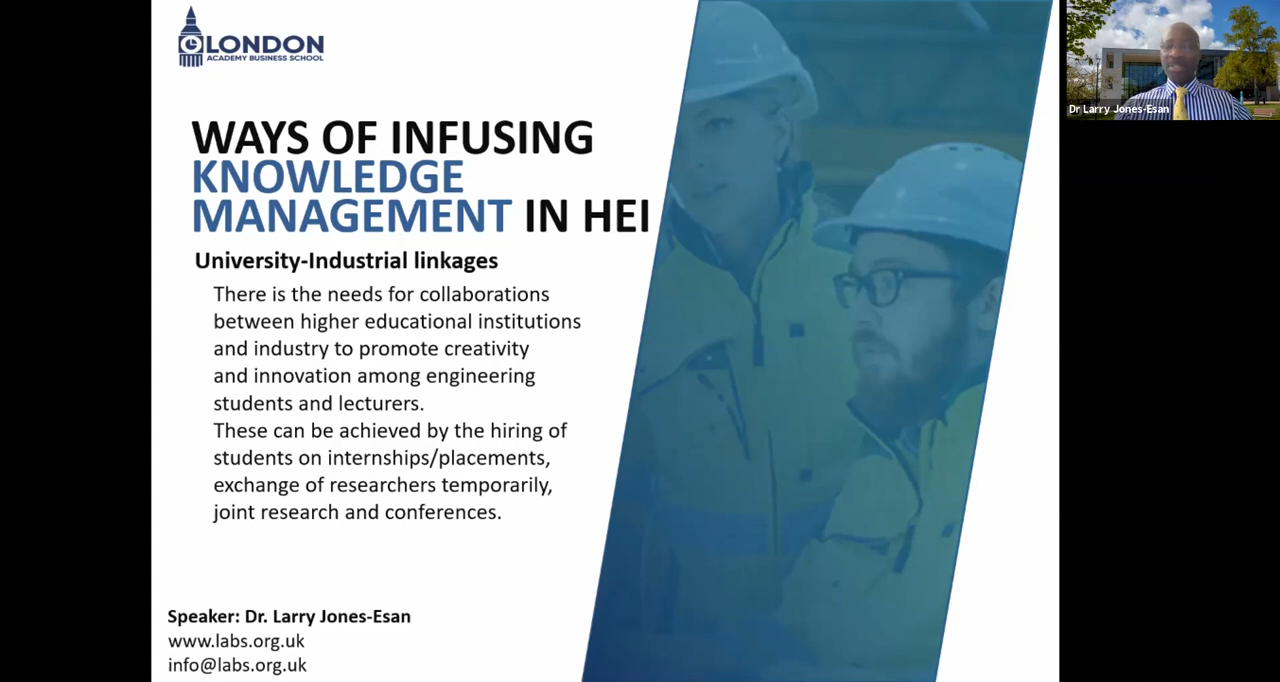 LONDON
ACADEMY BUSINESS SCHOOL
WAYS OF INFUSING
KNOWLEDGE
MANAGEMENT IN HEI
University-Industrial linkages
There is the needs for collaborations
between higher educational institutions
and industry to promote creativity
and innovation among engineering
students and lecturers.
These can be achieved by the hiring of
students on internships/placements,
exchange of researchers temporarily,
joint research and conferences.
Speaker: Dr. Larry Jones-Esan
www.labs.org.uk
info@labs.org.uk
Dr Larry Jones-Esan